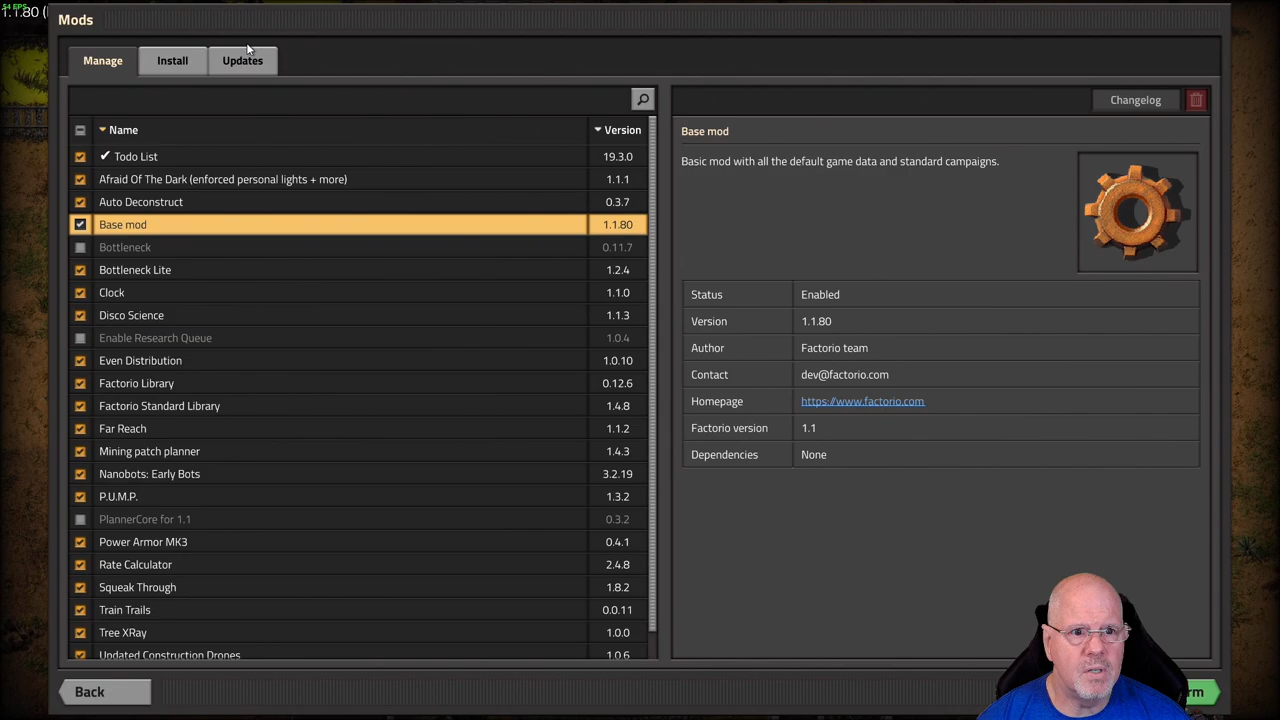 54 FPS
1.1.80 (
Mods
Manage Install Updates
Changelog
Name Version
✔ Todo List 19.3.0
Afraid Of The Dark (enforced personal lights + more) 1.1.1
Auto Deconstruct 0.3.7
Base mod 1.1.80
Bottleneck 0.11.7
Bottleneck Lite 1.2.4
Clock 1.1.0
Disco Science 1.1.3
Enable Research Queue 1.0.4
Even Distribution 1.0.10
Factorio Library 0.12.6
Factorio Standard Library 1.4.8
Far Reach 1.1.2
Mining patch planner 1.4.3
Nanobots: Early Bots 3.2.19
P.U.M.P. 1.3.2
PlannerCore for 1.1 0.3.2
Power Armor MK3 0.4.1
Rate Calculator 2.4.8
Squeak Through 1.8.2
Train Trails 0.0.11
Tree XRay 1.0.0
Updated Construction Drones 1.0.6
Base mod
Basic mod with all the default game data and standard campaigns.
Status Enabled
Version 1.1.80
Author Factorio team
Contact dev@factorio.com
Homepage https://www.factorio.com
Factorio version 1.1
Dependencies None
Back
rm